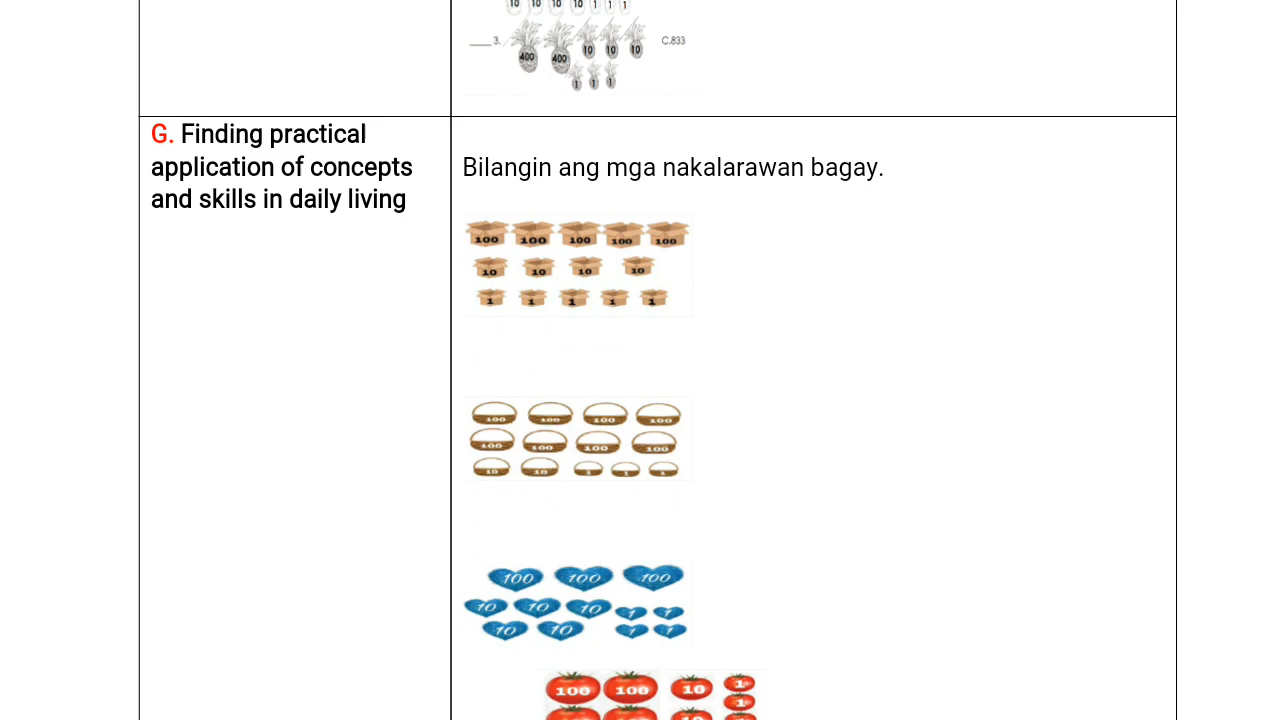 10 10 10 10 1 1 1
____ 3. 400 400 10 10 10 C.833
1 1 1
G. Finding practical
application of concepts
and skills in daily living
Bilangin ang mga nakalarawan bagay.
100 100 100 100 100
10 10 10 10
1 1 1 1 1
100 100 100 100
100 100 100 100
10 10 1 1 1
100 100 100
10 10 10 1 1
10 10 1 1
100 100 10 1
1